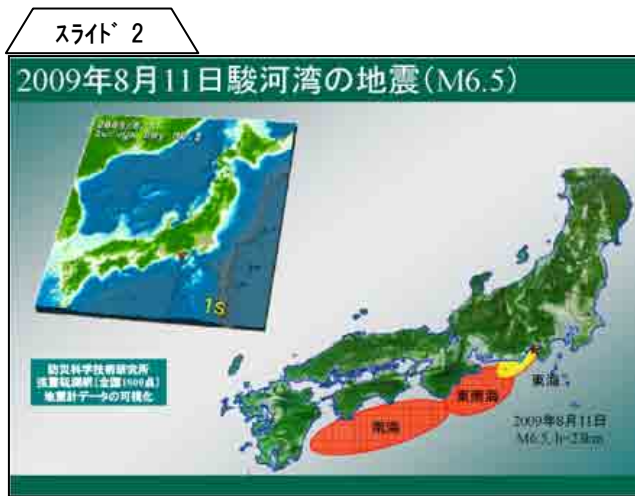 スライド 2
2009年8月11日駿河湾の地震(M6.5)
1s
防災科学技術研究所
強震観測網(全国1800点)
地震計データの可視化
東海
東南海
南海
2009年8月11日
M6.5, h=23km